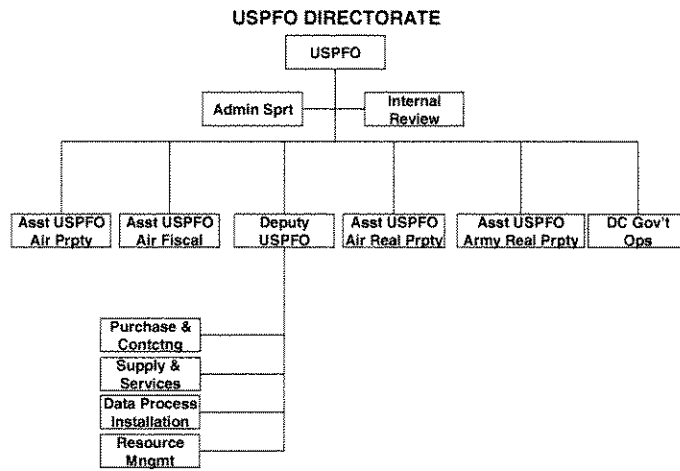 USPFO DIRECTORATE
USPFO
Admin Sprt
Internal
Review
Asst USPFO
Air Prpty
Asst USPFO
Air Fiscal
Deputy
USPFO
Asst USPFO
Air Real Prpty
Asst USPFO
Army Real Prpty
DC Gov't
Ops
Purchase &
Contctng
Supply &
Services
Data Process
Installation
Resource
Mngmt